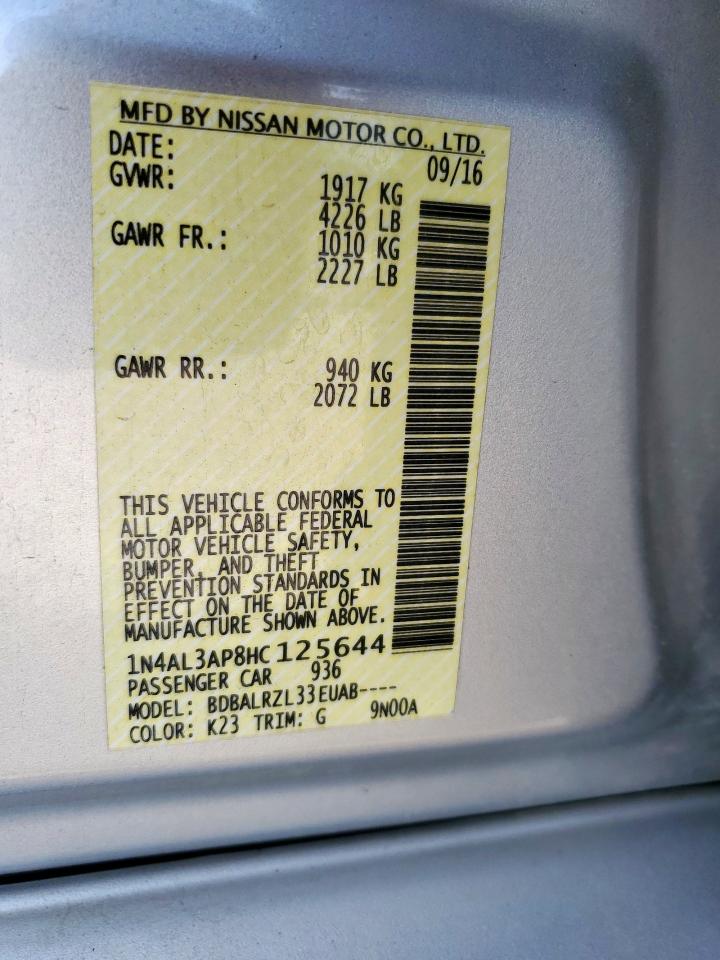 MFD BY NISSAN MOTOR CO., LTD.
DATE: 09/16
GVWR: 1917 KG
4226 LB
GAWR FR.: 1010 KG
2227 LB
GAWR RR.: 940 KG
2072 LB
THIS VEHICLE CONFORMS TO
ALL APPLICABLE FEDERAL
MOTOR VEHICLE SAFETY,
BUMPER, AND THEFT
PREVENTION STANDARDS IN
EFFECT ON THE DATE OF
MANUFACTURE SHOWN ABOVE.
1N4AL3AP8HC125644
PASSENGER CAR 936
MODEL: BDBALRZL33EUAB----
COLOR: K23 TRIM: G 9N00A